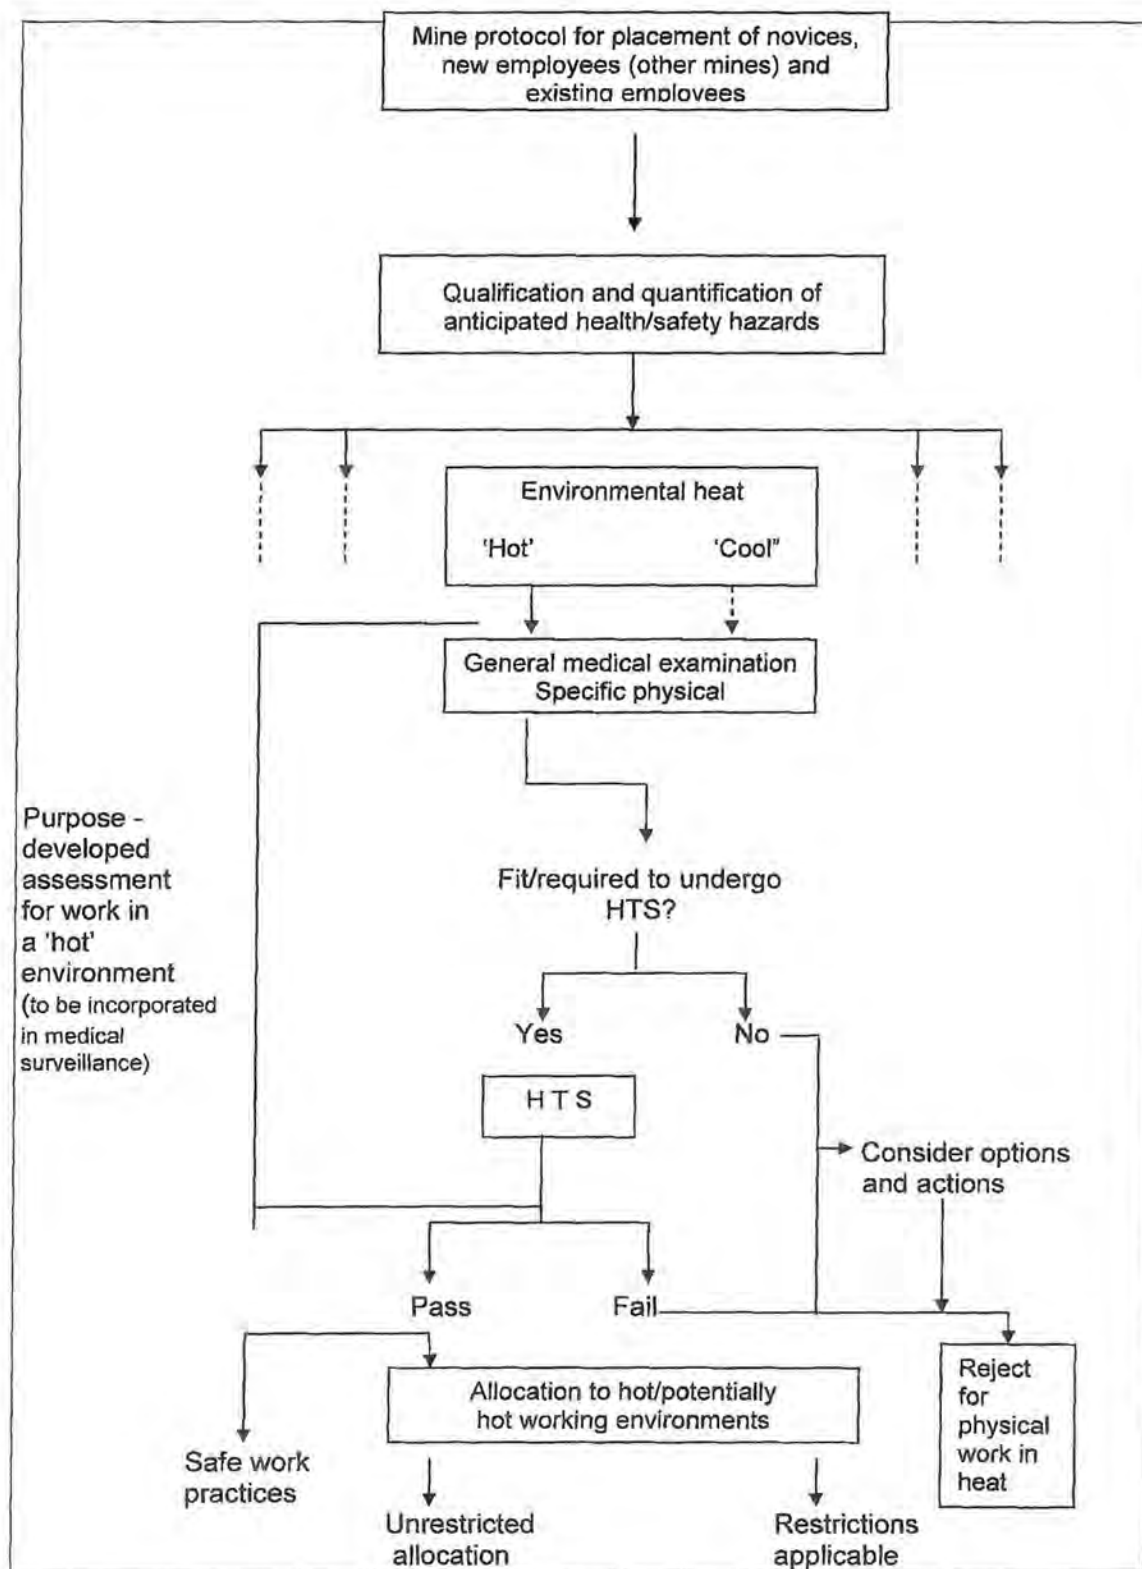 Mine protocol for placement of novices,
new employees (other mines) and
existing employees
Qualification and quantification of
anticipated health/safety hazards
Environmental heat
'Hot' 'Cool"
General medical examination
Specific physical
Purpose -
developed
assessment
for work in
a 'hot'
environment
(to be incorporated
in medical
surveillance)
Fit/required to undergo
HTS?
Yes No
H T S
Consider options
and actions
Pass Fail
Allocation to hot/potentially
hot working environments
Reject
for
physical
work in
heat
Safe work
practices
Unrestricted
allocation
Restrictions
applicable